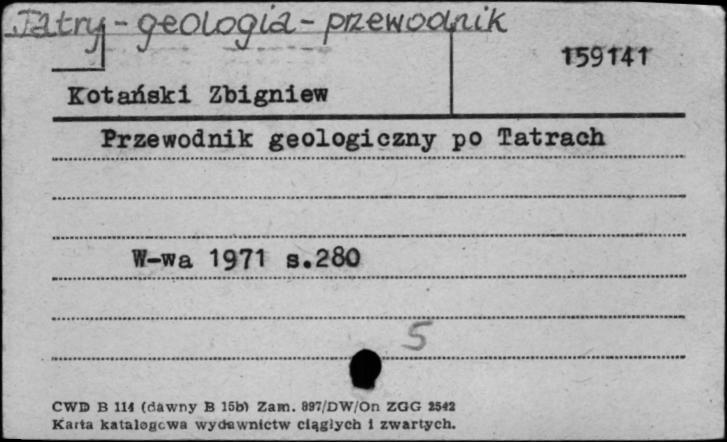 Tatry - geologia - przewodnik
159141
Kotański Zbigniew
Przewodnik geologiczny po Tatrach
W-wa 1971 s.280
5
CWD B 114 (dawny B 15b) Zam. 897/DW/On ZGG 2542
Karta katalogowa wydawnictw ciągłych i zwartych.